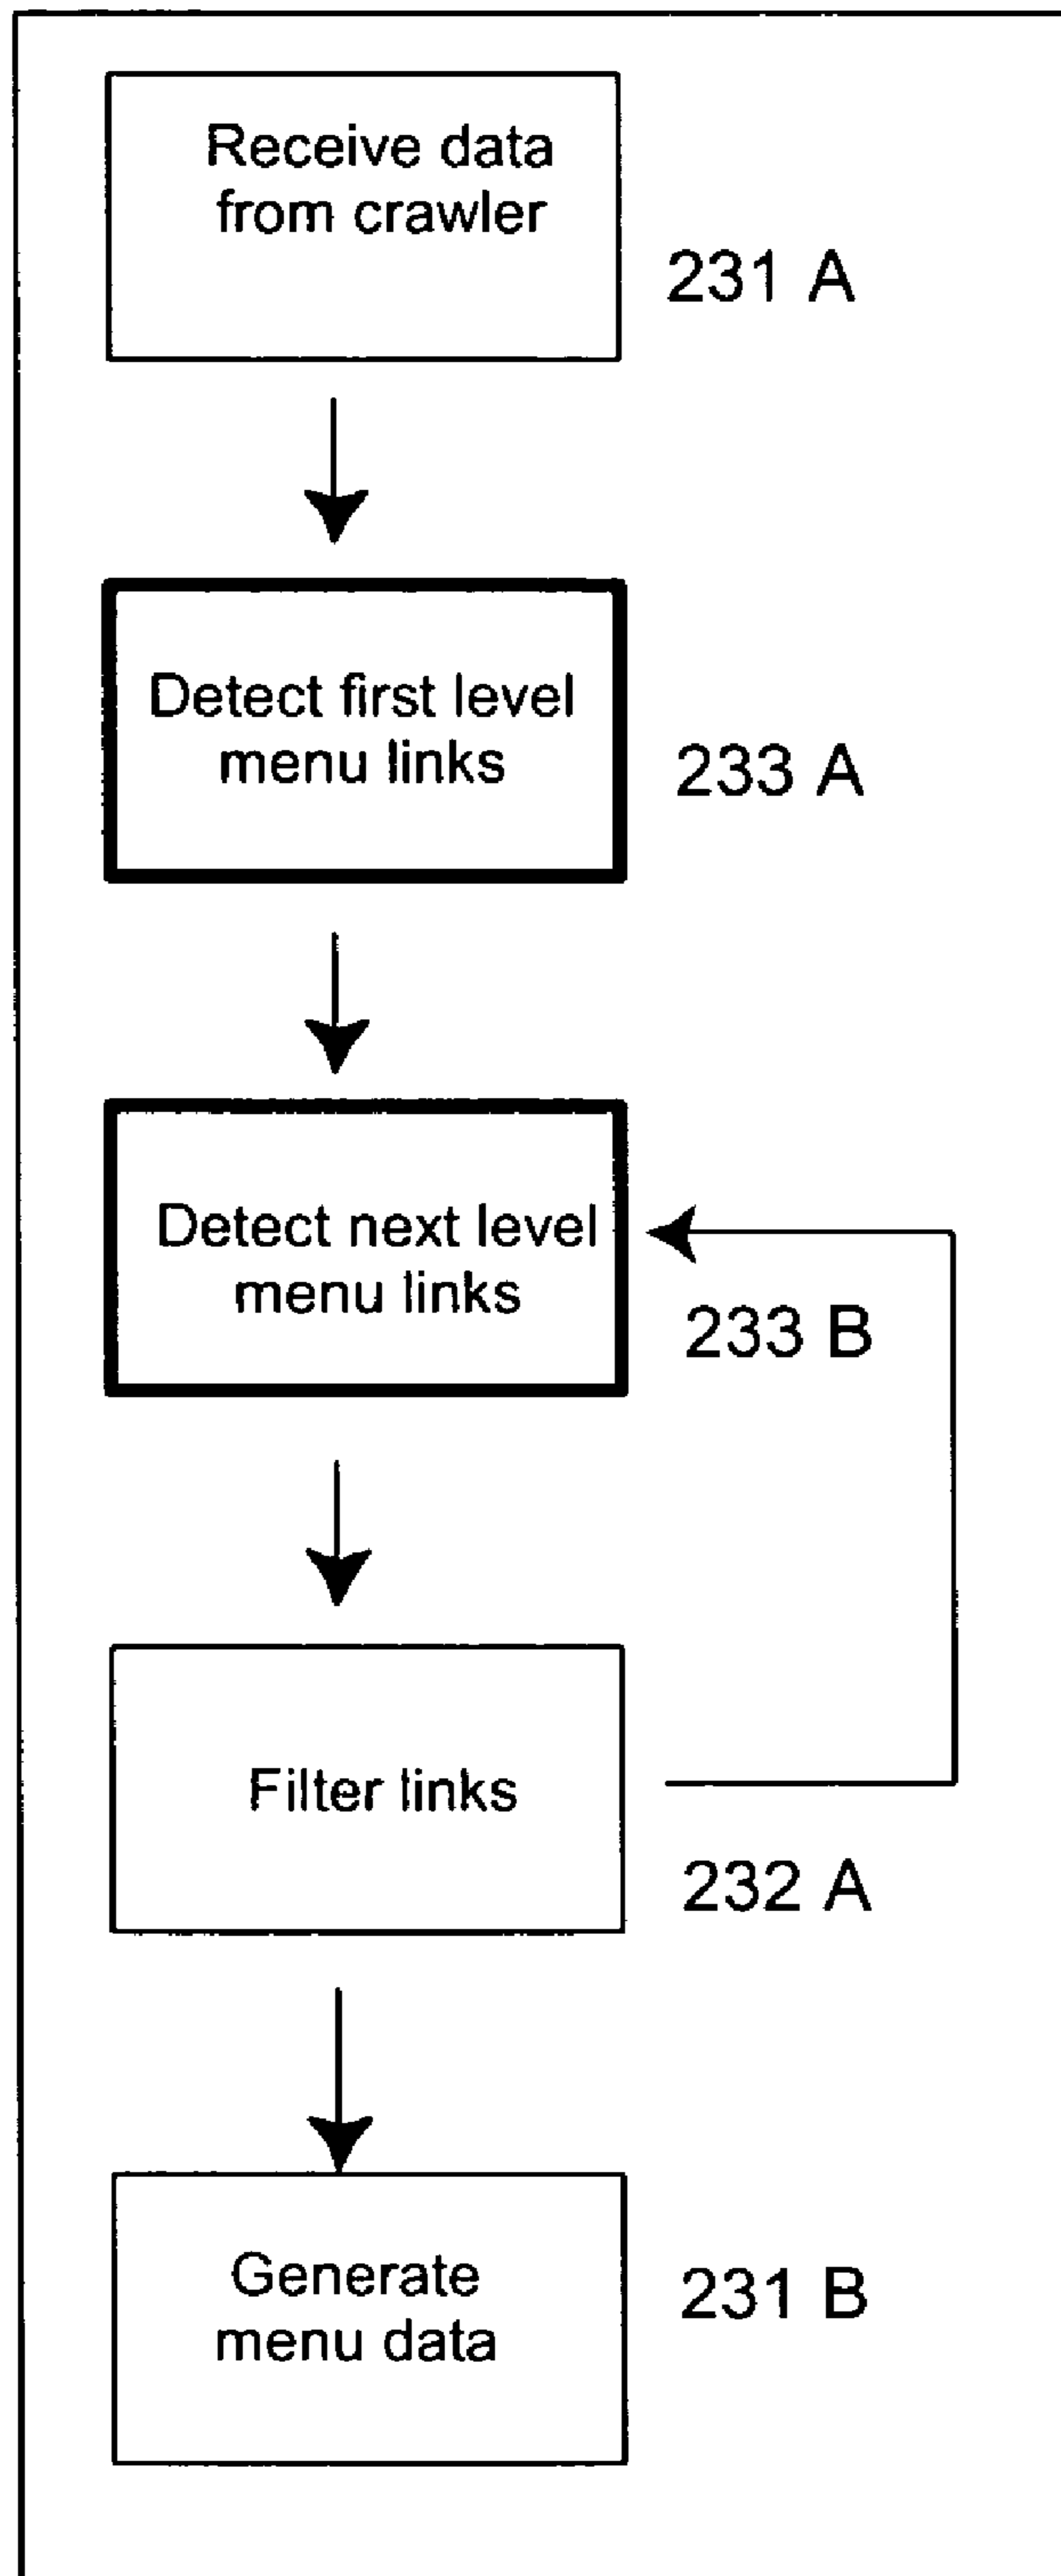 Receive data
from crawler
231 A
Detect first level
menu links
233 A
Detect next level
menu links
233 B
Filter links
232 A
Generate
menu data
231 B